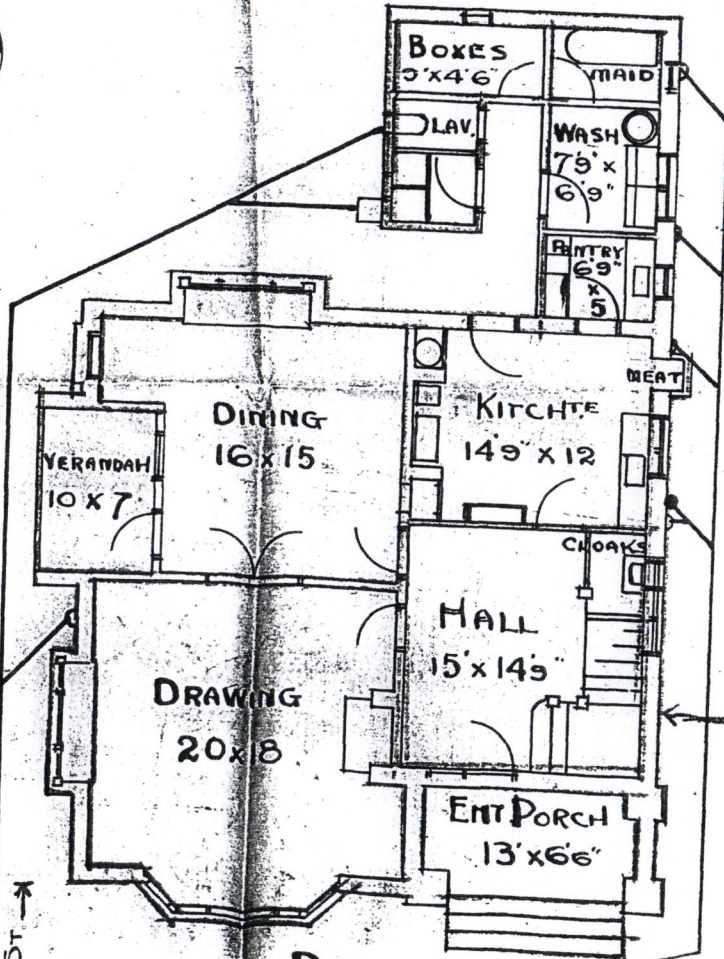 BOXES
9'X4'6"
MAID
LAV.
WASH
7'9" X
6'9"
PANTRY
6'9"
X
5
MEAT
DINING
16 X 15
KITCHTE
14'9" X 12
VERANDAH
10 X 7
CLOAKS
HALL
15' X 14'9"
DRAWING
20 X 18
ENT. PORCH
13' X 6'6"